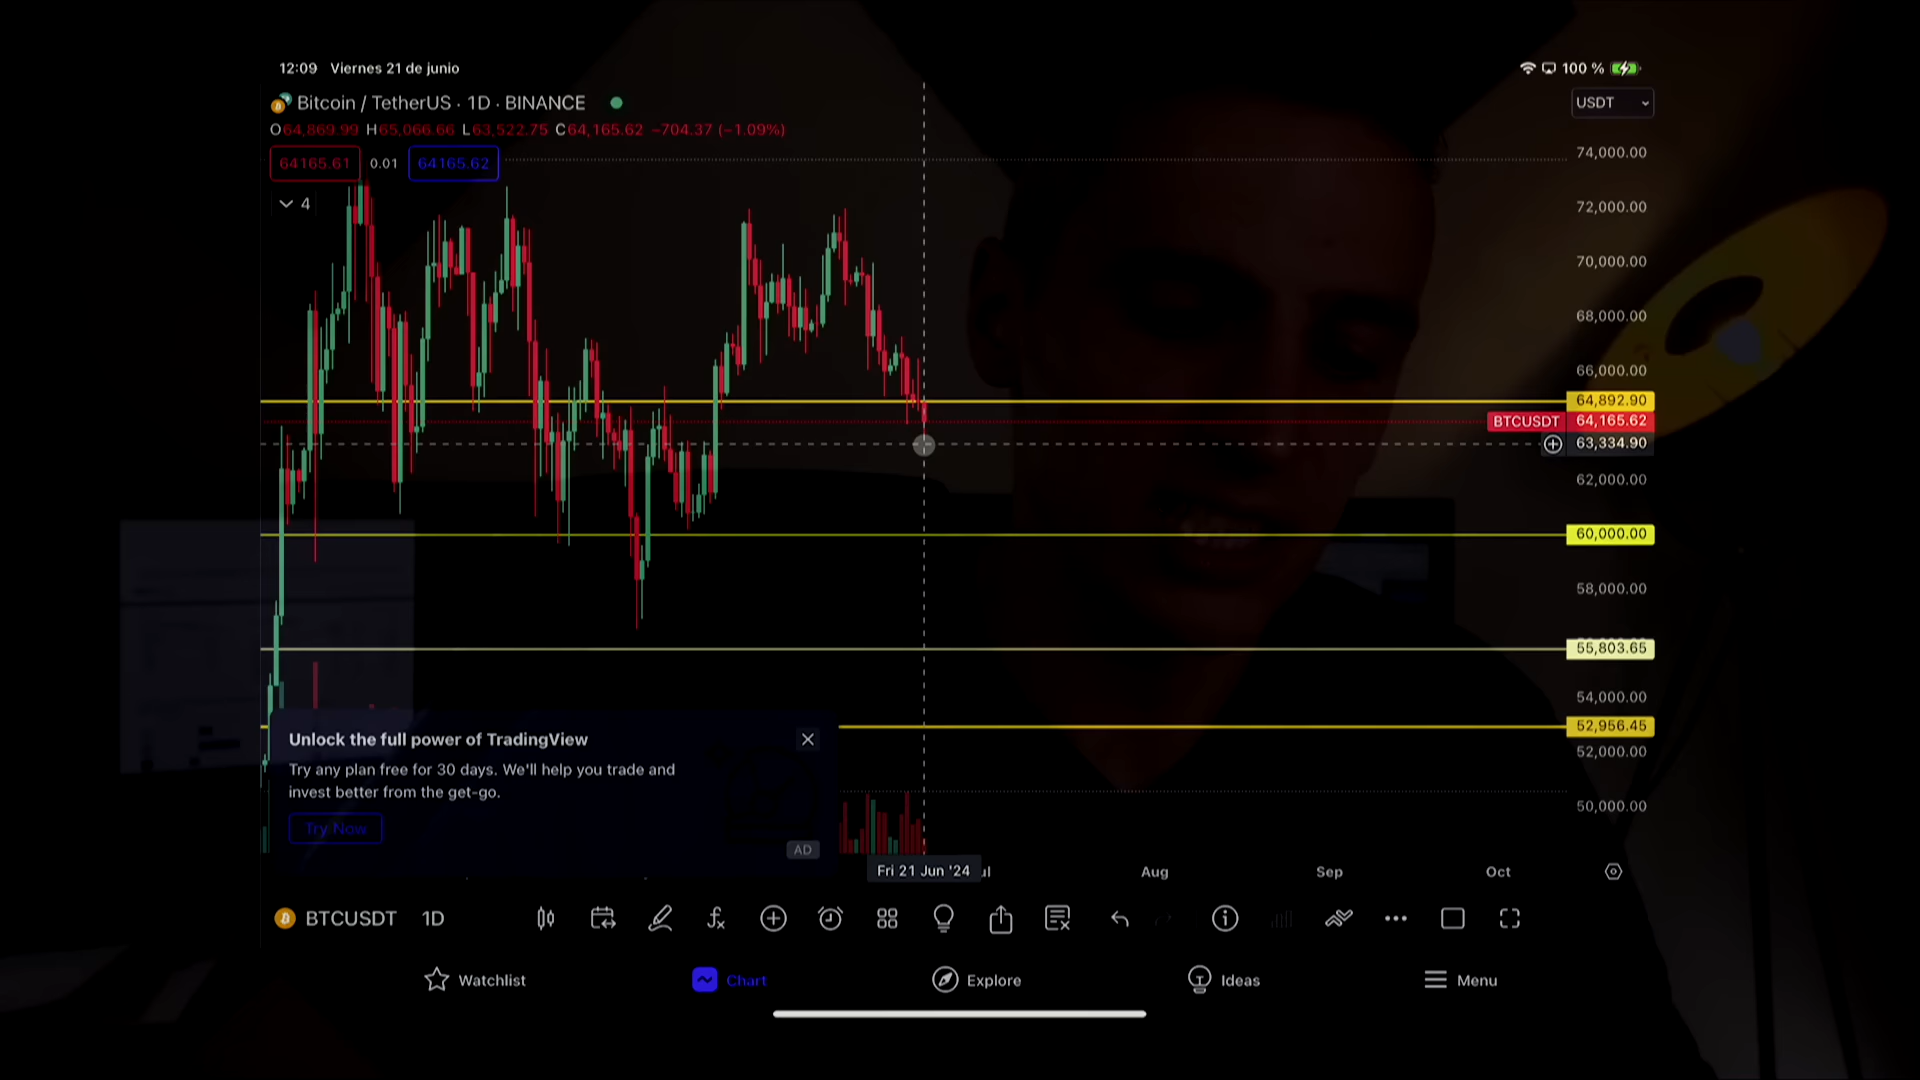 12:09 Viernes 21 de junio
100 %
Bitcoin / TetherUS · 1D · BINANCE
USDT
O64,869.99 H65,066.66 L63,522.75 C64,165.62 −704.37 (−1.09%)
64165.61 0.01 64165.62
4
74,000.00
72,000.00
70,000.00
68,000.00
66,000.00
64,892.90
BTCUSDT 64,165.62
63,334.90
62,000.00
60,000.00
58,000.00
55,803.65
54,000.00
52,956.45
52,000.00
50,000.00
Unlock the full power of TradingView
Try any plan free for 30 days. We'll help you trade and
invest better from the get-go.
Try Now
AD
Fri 21 Jun '24 Aug Sep Oct
BTCUSDT 1D
Watchlist Chart Explore Ideas Menu